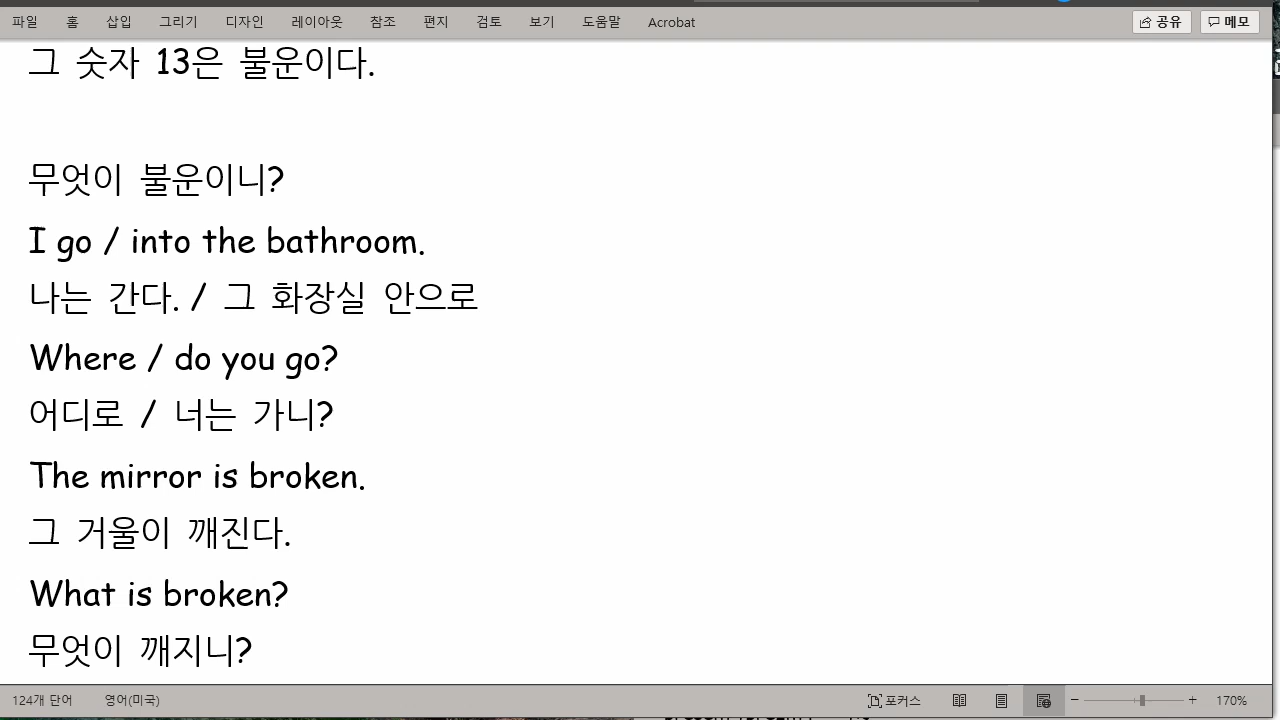 파일 홈 삽입 그리기 디자인 레이아웃 참조 편지 검토 보기 도움말 Acrobat 공유 메모
그 숫자 13은 불운이다.
무엇이 불운이니?
I go / into the bathroom.
나는 간다. / 그 화장실 안으로
Where / do you go?
어디로 / 너는 가니?
The mirror is broken.
그 거울이 깨진다.
What is broken?
무엇이 깨지니?
124개 단어 영어(미국) 포커스 170%